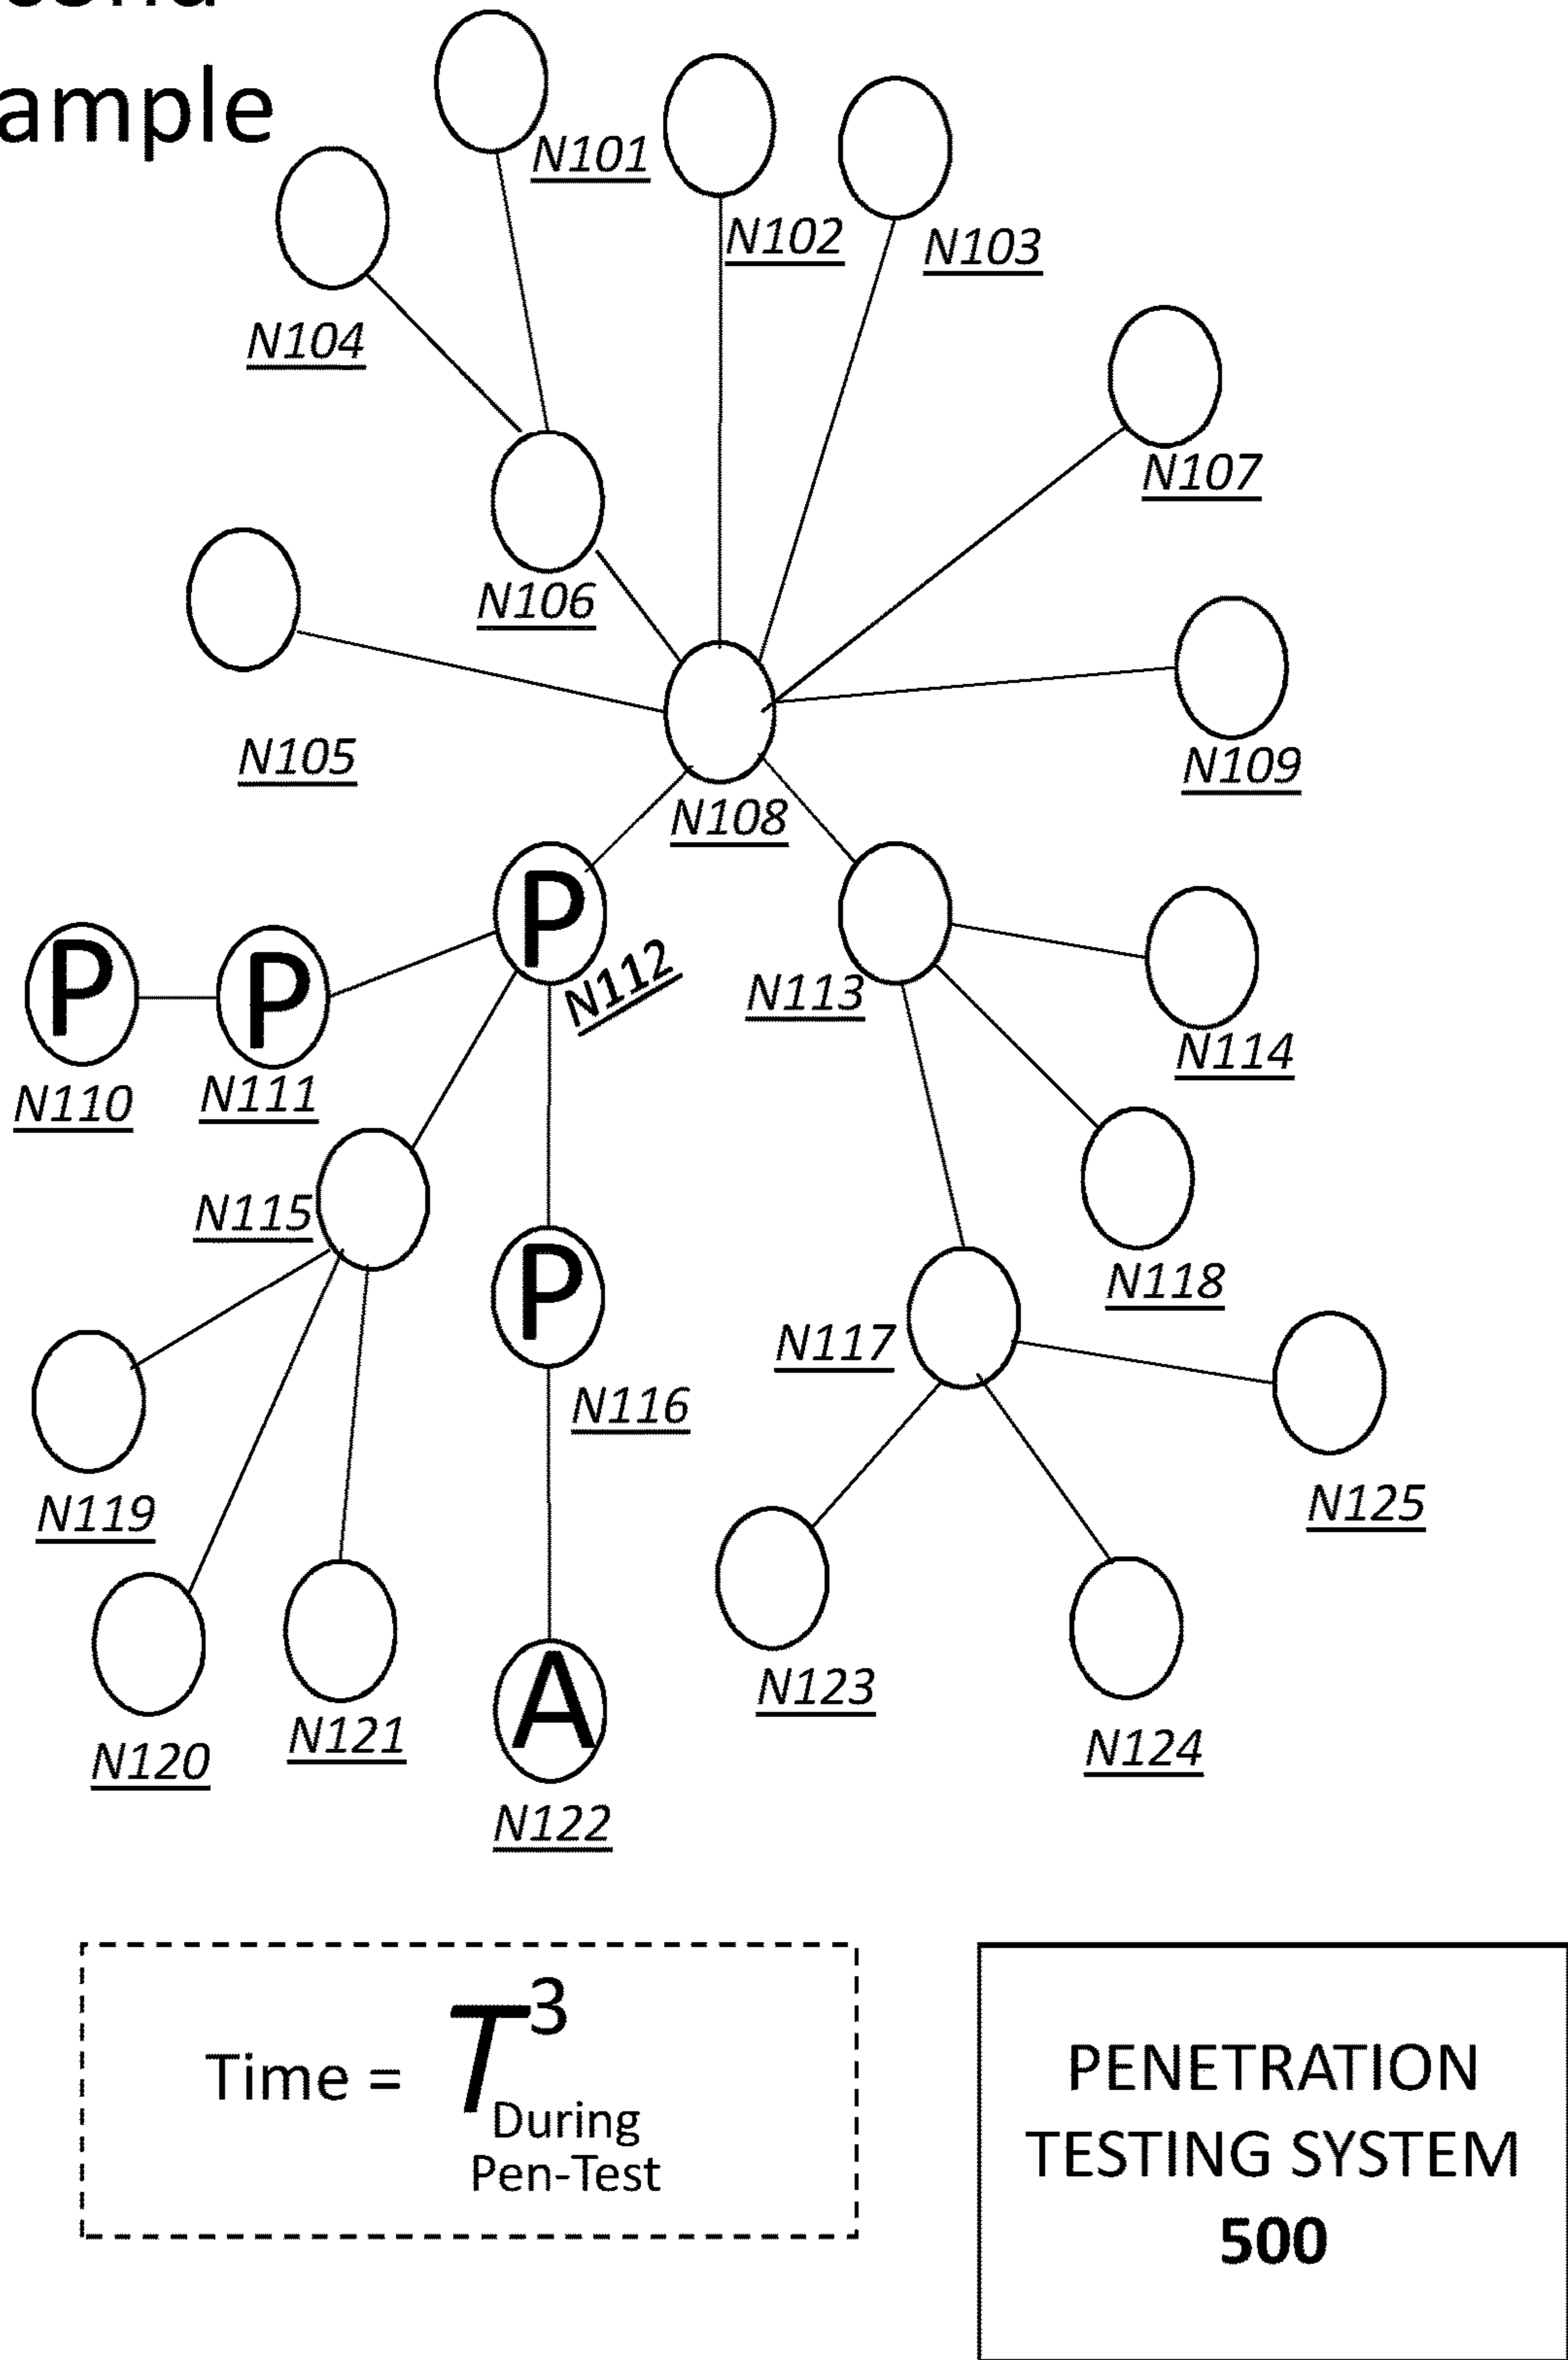 ample
N101
N102
N103
N104
N107
N106
N105
N109
N108
P
N112
P
P
N110
N111
N113
N114
N115
P
N116
N118
N117
N119
N125
N120
N121
A
N122
N123
N124
Time = T3
During
Pen-Test
PENETRATION
TESTING SYSTEM
500